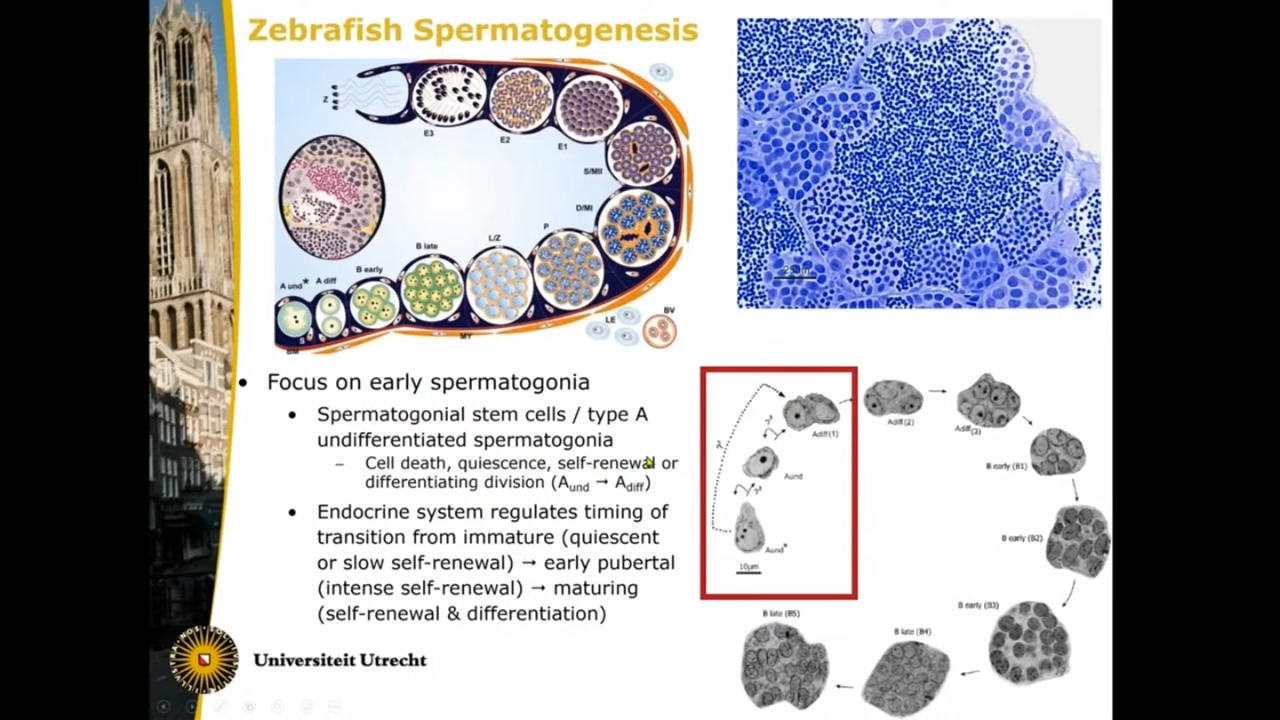 Zebrafish Spermatogenesis
Z
E3
E2
E1
S/MII
D/MI
P
L/Z
B late
B early
A und*
A diff
S
BM
MY
LE
BV
• Focus on early spermatogonia
• Spermatogonial stem cells / type A
undifferentiated spermatogonia
– Cell death, quiescence, self-renewal or
differentiating division (Aund → Adiff)
• Endocrine system regulates timing of
transition from immature (quiescent
or slow self-renewal) → early pubertal
(intense self-renewal) → maturing
(self-renewal & differentiation)
Adiff(1)
?
Aund
?
?
Aund*
10µm
Adiff (2)
Adiff(3)
B early (B1)
B early (B2)
B early (B3)
B late (B4)
B late (B5)
Universiteit Utrecht